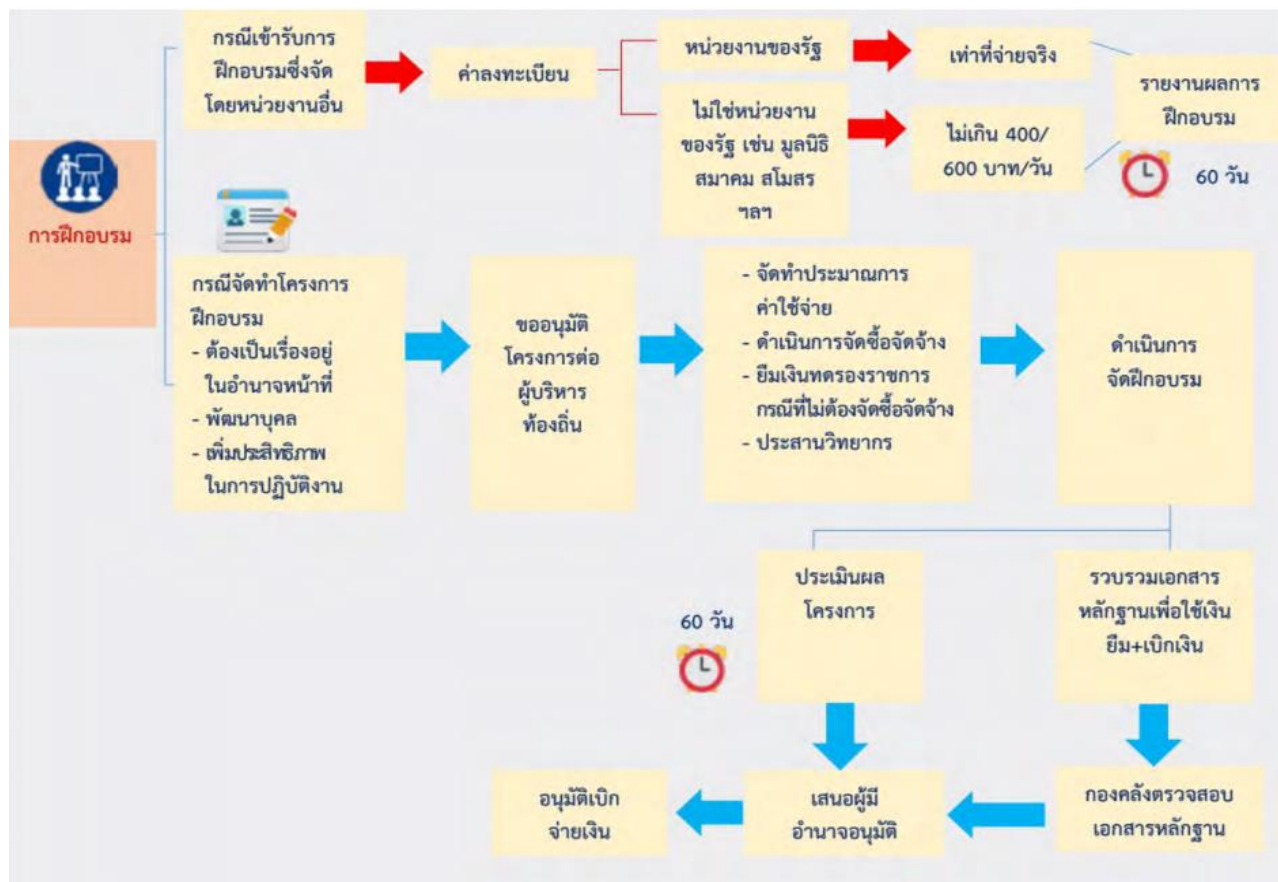 การฝึกอบรม
กรณีเข้ารับการ
ฝึกอบรมซึ่งจัด
โดยหน่วยงานอื่น
ค่าลงทะเบียน
หน่วยงานของรัฐ
เท่าที่จ่ายจริง
ไม่ใช่หน่วยงาน
ของรัฐ เช่น มูลนิธิ
สมาคม สโมสร
ฯลฯ
ไม่เกิน 400/
600 บาท/วัน
รายงานผลการ
ฝึกอบรม
60 วัน
กรณีจัดทำโครงการ
ฝึกอบรม
- ต้องเป็นเรื่องอยู่
ในอำนาจหน้าที่
- พัฒนาบุคล
- เพิ่มประสิทธิภาพ
ในการปฏิบัติงาน
ขออนุมัติ
โครงการต่อ
ผู้บริหาร
ท้องถิ่น
- จัดทำประมาณการ
ค่าใช้จ่าย
- ดำเนินการจัดซื้อจัดจ้าง
- ยืมเงินทดรองราชการ
กรณีที่ไม่ต้องจัดซื้อจัดจ้าง
- ประสานวิทยากร
ดำเนินการ
จัดฝึกอบรม
ประเมินผล
โครงการ
60 วัน
รวบรวมเอกสาร
หลักฐานเพื่อใช้เงิน
ยืม+เบิกเงิน
กองคลังตรวจสอบ
เอกสารหลักฐาน
เสนอผู้มี
อำนาจอนุมัติ
อนุมัติเบิก
จ่ายเงิน